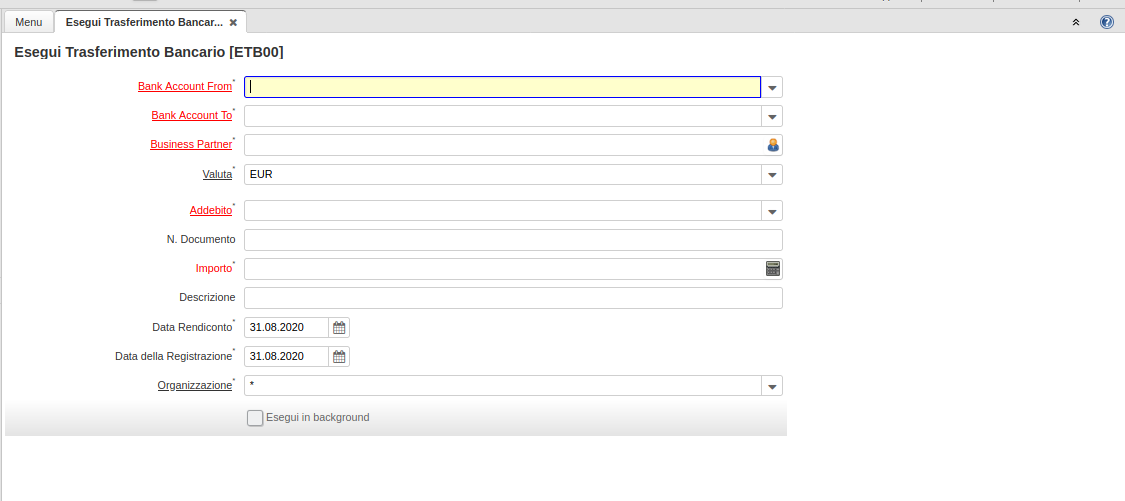 Menu Esegui Trasferimento Bancar... ✖
Esegui Trasferimento Bancario [ETB00]
Bank Account From*
Bank Account To*
Business Partner*
Valuta* EUR
Addebito*
N. Documento
Importo*
Descrizione
Data Rendiconto* 31.08.2020
Data della Registrazione* 31.08.2020
Organizzazione* *
Esegui in background